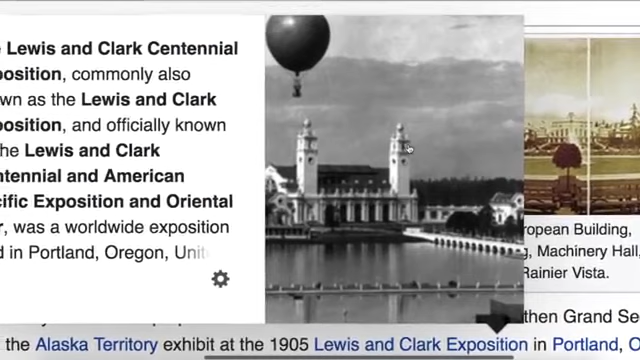 Lewis and Clark Centennial
position, commonly also
wn as the Lewis and Clark
position, and officially known
he Lewis and Clark
ntennial and American
ific Exposition and Oriental
r, was a worldwide exposition
d in Portland, Oregon, Unit
ropean Building,
g, Machinery Hall,
Rainier Vista.
then Grand Se
the Alaska Territory exhibit at the 1905 Lewis and Clark Exposition in Portland, O